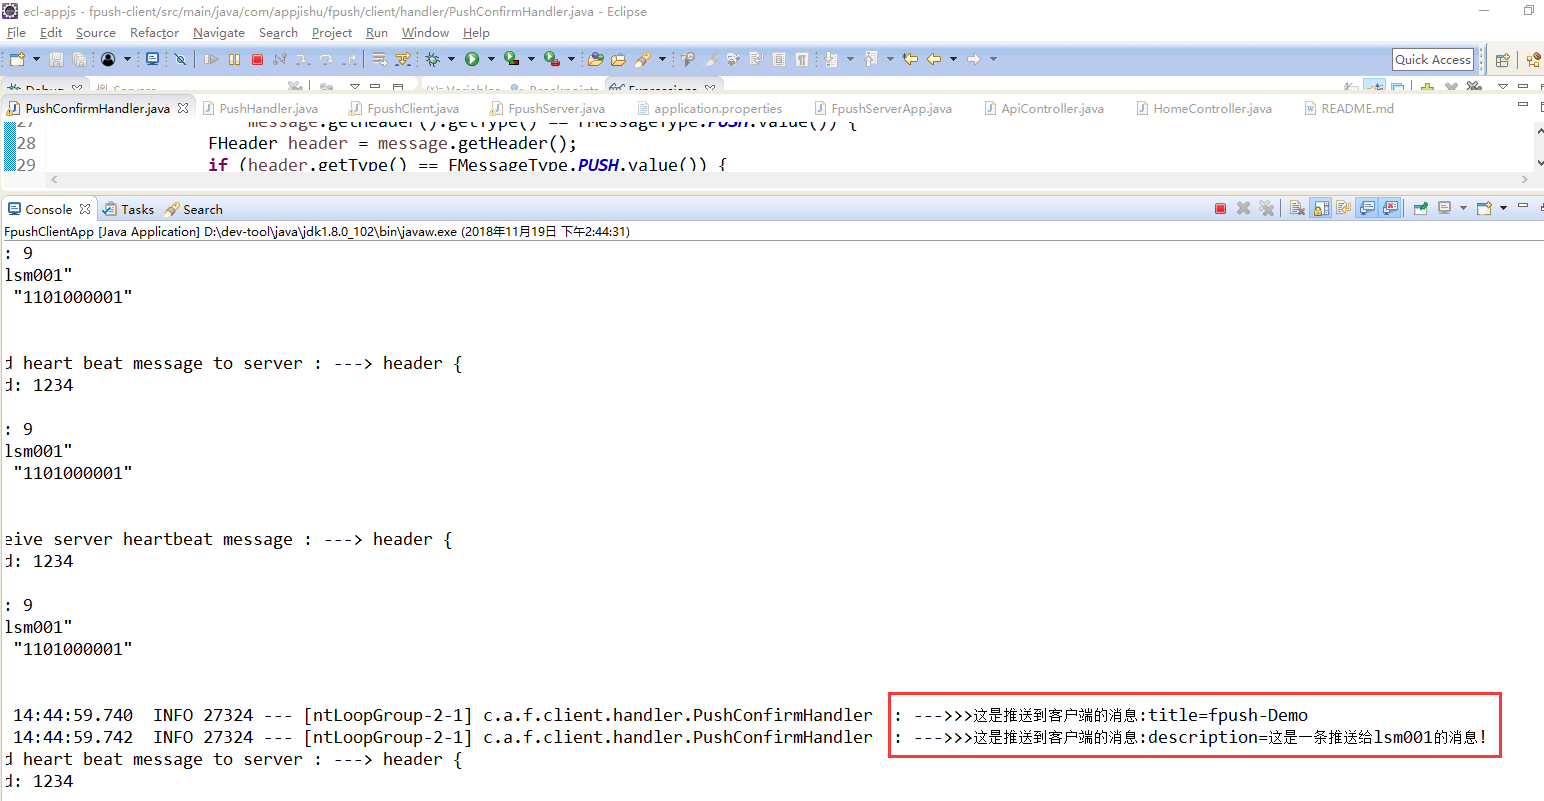 ecl-appjs - fpush-client/src/main/java/com/appjishu/fpush/client/handler/PushConfirmHandler.java - Eclipse
File Edit Source Refactor Navigate Search Project Run Window Help
Quick Access
Debug Servers (x)= Variables Breakpoints Expressions
PushConfirmHandler.java PushHandler.java FpushClient.java FpushServer.java application.properties FpushServerApp.java ApiController.java HomeController.java README.md
27 message.getHeader().getType() == FMessageType.PUSH.value()) {
28 FHeader header = message.getHeader();
29 if (header.getType() == FMessageType.PUSH.value()) {
Console Tasks Search
FpushClientApp [Java Application] D:\dev-tool\java\jdk1.8.0_102\bin\javaw.exe (2018年11月19日 下午2:44:31)
: 9
lsm001"
"1101000001"
d heart beat message to server : ---> header {
d: 1234
: 9
lsm001"
"1101000001"
eive server heartbeat message : ---> header {
d: 1234
: 9
lsm001"
"1101000001"
14:44:59.740  INFO 27324 --- [ntLoopGroup-2-1] c.a.f.client.handler.PushConfirmHandler  : --->>>这是推送到客户端的消息:title=fpush-Demo
14:44:59.742  INFO 27324 --- [ntLoopGroup-2-1] c.a.f.client.handler.PushConfirmHandler  : --->>>这是推送到客户端的消息:description=这是一条推送给lsm001的消息!
d heart beat message to server : ---> header {
d: 1234